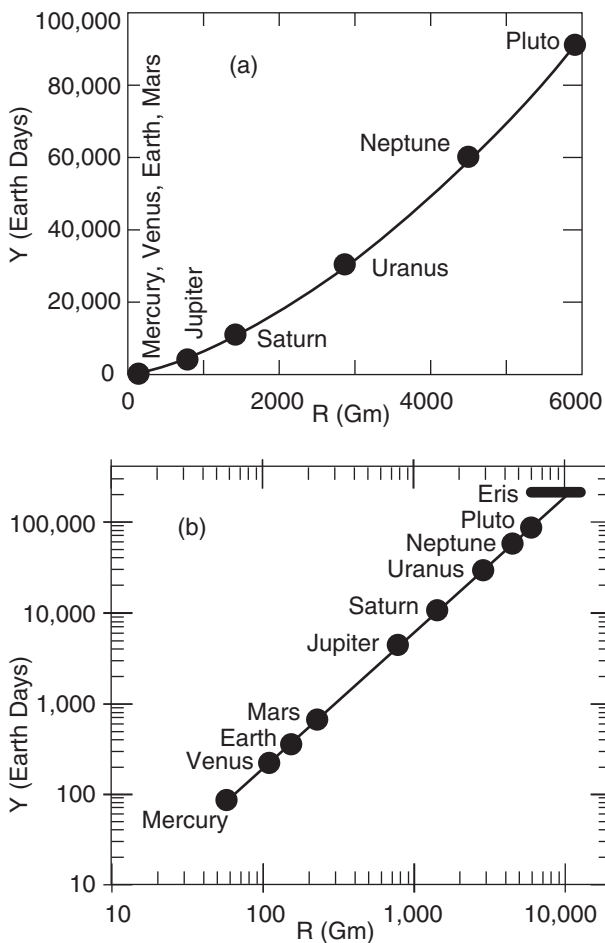 100,000
80,000
60,000
40,000
20,000
0
Y (Earth Days)
(a)
Mercury, Venus, Earth, Mars
Jupiter
Saturn
Uranus
Neptune
Pluto
0 2000 4000 6000
R (Gm)
(b)
Eris
Pluto
Neptune
Uranus
Saturn
Jupiter
Mars
Earth
Venus
Mercury
100,000
10,000
1,000
100
10
Y (Earth Days)
10 100 1,000 10,000
R (Gm)